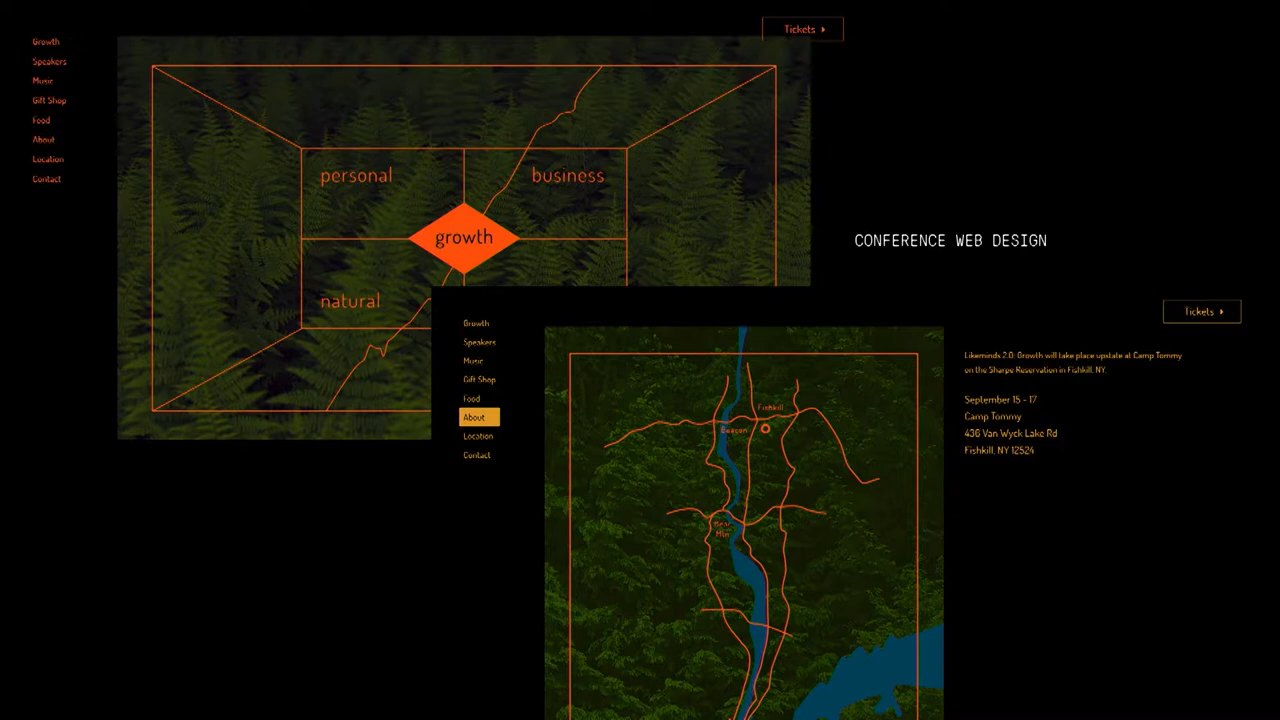 Tickets
Growth
Speakers
Music
Gift Shop
Food
About
Location
Contact
personal
business
growth
natural
CONFERENCE WEB DESIGN
Tickets
Growth
Speakers
Music
Gift Shop
Food
About
Location
Contact
Fishkill
Beacon
Bear
Mtn
Likeminds 2.0: Growth will take place upstate at Camp Tommy
on the Sharpe Reservation in Fishkill, NY.
September 15 - 17
Camp Tommy
436 Van Wyck Lake Rd
Fishkill, NY 12524